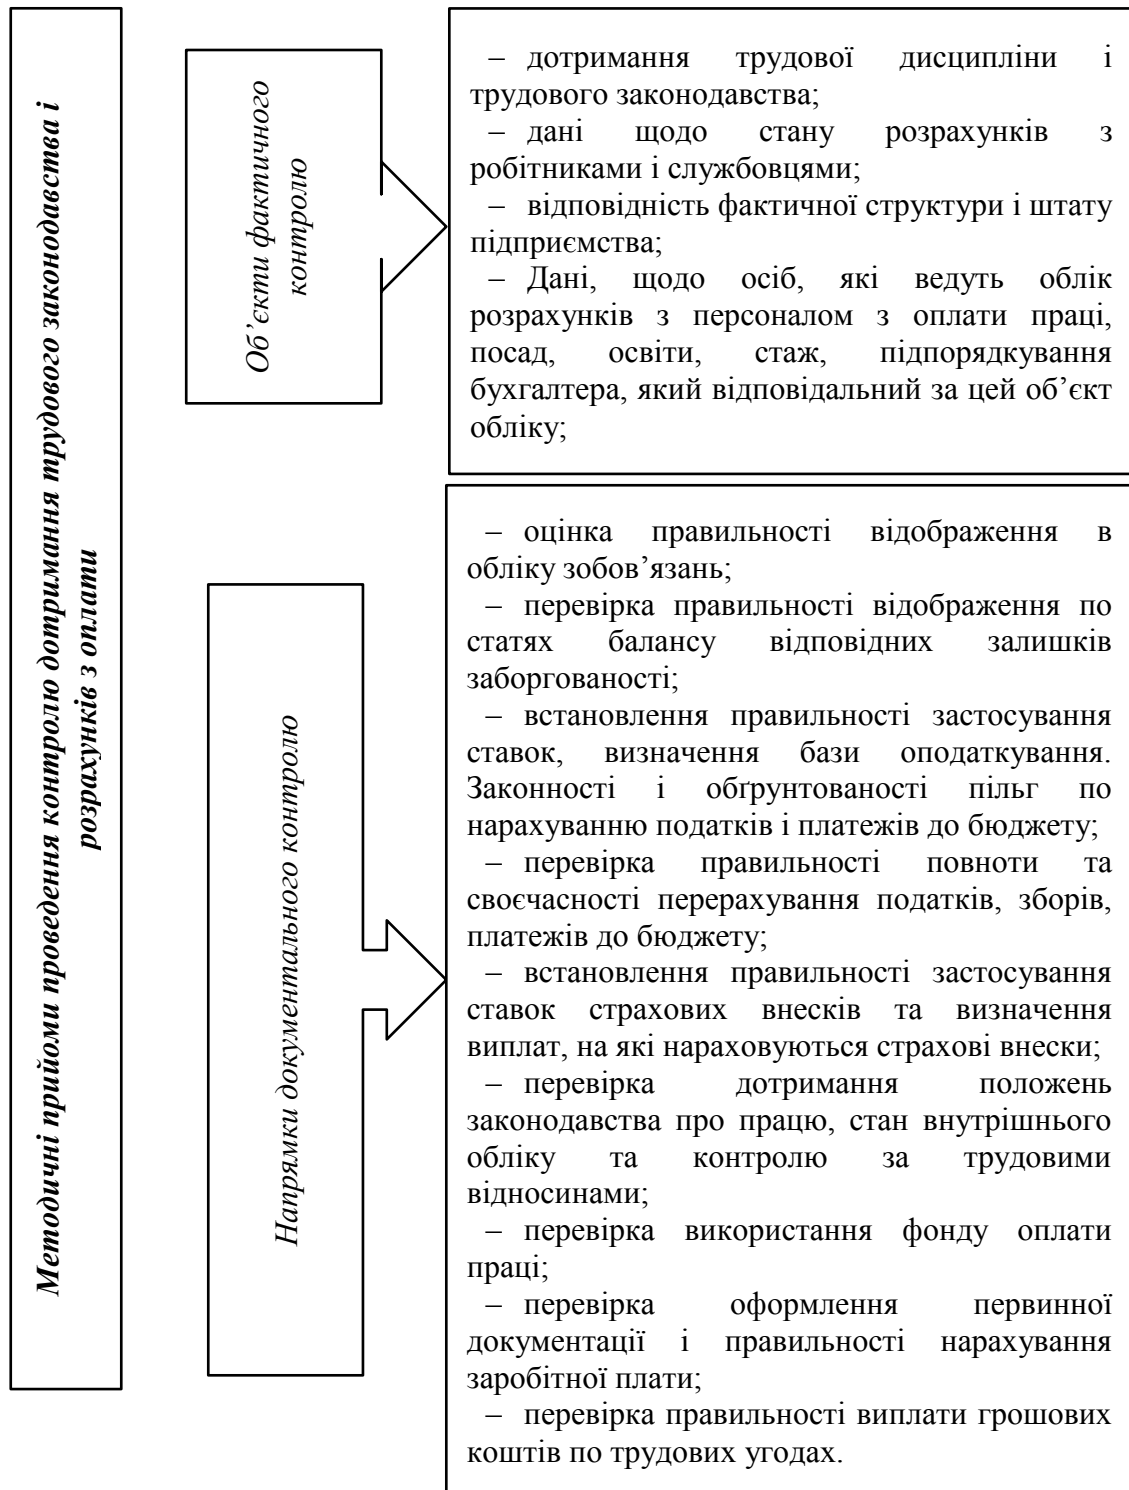 Методичні прийоми проведення контролю дотримання трудового законодавства і
розрахунків з оплати
Об’єкти фактичного
контролю
– дотримання трудової дисципліни і
трудового законодавства;
– дані щодо стану розрахунків з
робітниками і службовцями;
– відповідність фактичної структури і штату
підприємства;
– Дані, щодо осіб, які ведуть облік
розрахунків з персоналом з оплати праці,
посад, освіти, стаж, підпорядкування
бухгалтера, який відповідальний за цей об’єкт
обліку;
Напрямки документального контролю
– оцінка правильності відображення в
обліку зобов’язань;
– перевірка правильності відображення по
статях балансу відповідних залишків
заборгованості;
– встановлення правильності застосування
ставок, визначення бази оподаткування.
Законності і обґрунтованості пільг по
нарахуванню податків і платежів до бюджету;
– перевірка правильності повноти та
своєчасності перерахування податків, зборів,
платежів до бюджету;
– встановлення правильності застосування
ставок страхових внесків та визначення
виплат, на які нараховуються страхові внески;
– перевірка дотримання положень
законодавства про працю, стан внутрішнього
обліку та контролю за трудовими
відносинами;
– перевірка використання фонду оплати
праці;
– перевірка оформлення первинної
документації і правильності нарахування
заробітної плати;
– перевірка правильності виплати грошових
коштів по трудових угодах.